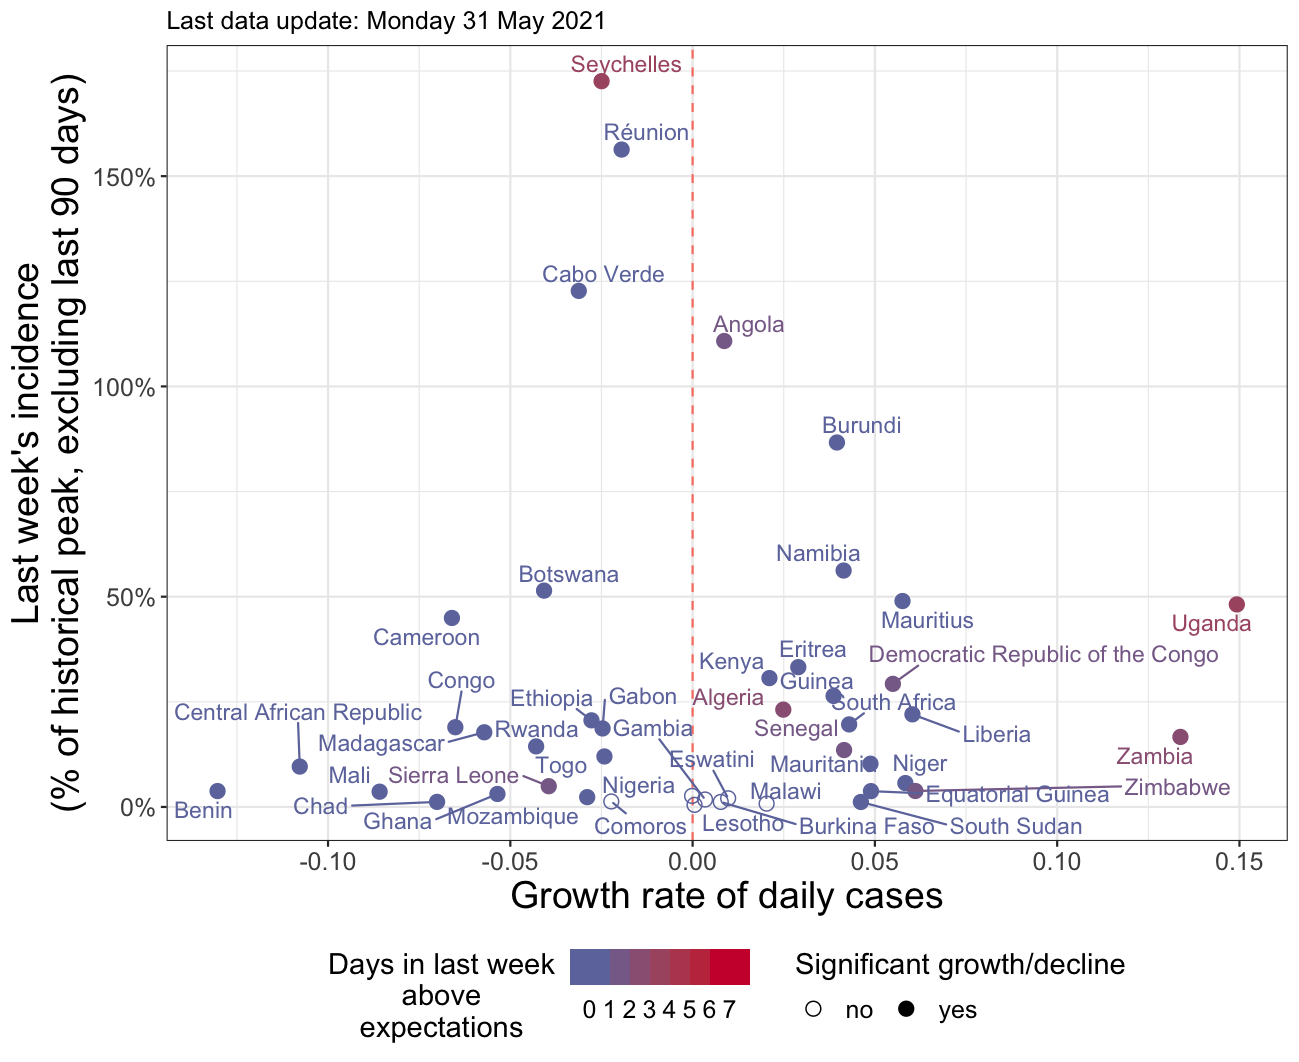 Last data update: Monday 31 May 2021
Last week's incidence
(% of historical peak, excluding last 90 days)
150%
100%
50%
0%
Seychelles
Réunion
Cabo Verde
Angola
Burundi
Namibia
Botswana
Mauritius
Uganda
Cameroon
Democratic Republic of the Congo
Kenya
Eritrea
Guinea
Congo
Ethiopia
Gabon
Algeria
South Africa
Central African Republic
Madagascar
Rwanda
Gambia
Senegal
Liberia
Togo
Eswatini
Mauritania
Niger
Zambia
Mali
Sierra Leone
Nigeria
Malawi
Equatorial Guinea
Zimbabwe
Benin
Chad
Ghana
Mozambique
Comoros
Lesotho
Burkina Faso
South Sudan
-0.10
-0.05
0.00
0.05
0.10
0.15
Growth rate of daily cases
Days in last week
above
expectations
0 1 2 3 4 5 6 7
Significant growth/decline
no
yes